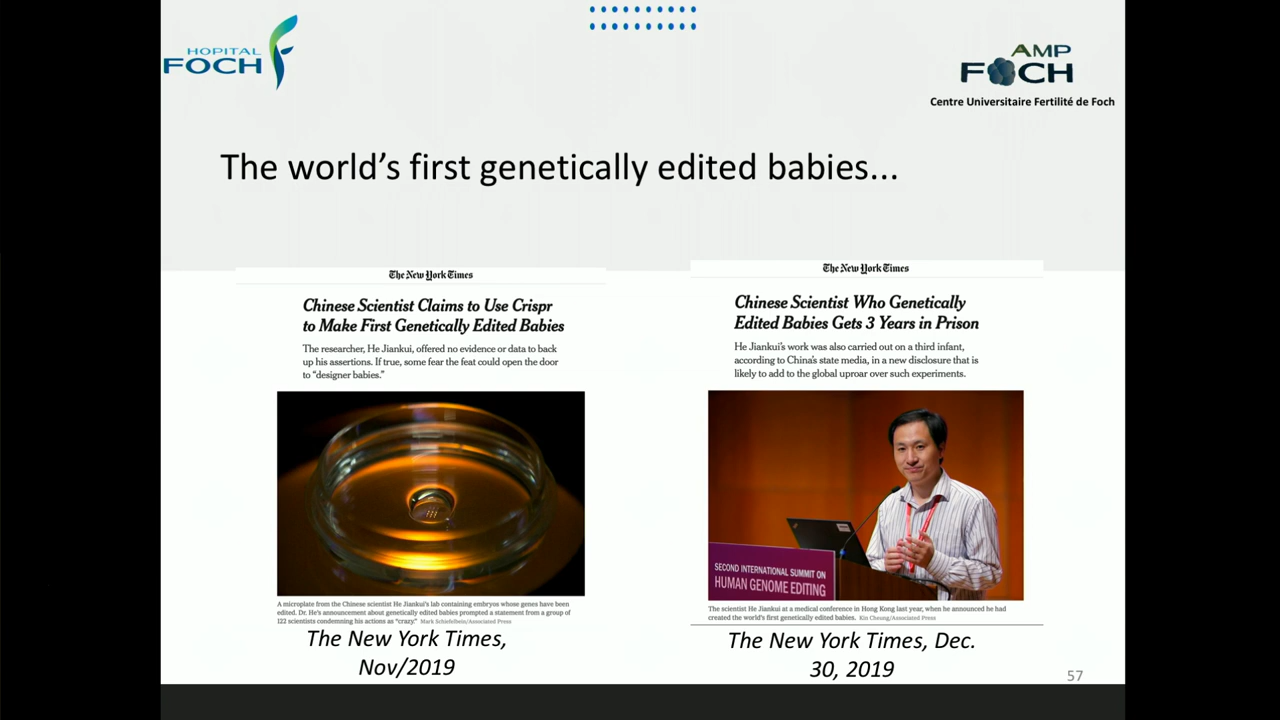 HOPITAL
FOCH
AMP
FOCH
Centre Universitaire Fertilité de Foch
The world's first genetically edited babies...
The New York Times
Chinese Scientist Claims to Use Crispr
to Make First Genetically Edited Babies
The researcher, He Jiankui, offered no evidence or data to back
up his assertions. If true, some fear the feat could open the door
to “designer babies.”
A microplate from the Chinese scientist He Jiankui's lab containing embryos whose genes have been
edited. Dr. He's announcement about genetically edited babies prompted a statement from a group of
122 scientists condemning his actions as “crazy.” Mark Schiefelbein/Associated Press
The New York Times,
Nov/2019
The New York Times
Chinese Scientist Who Genetically
Edited Babies Gets 3 Years in Prison
He Jiankui's work was also carried out on a third infant,
according to China's state media, in a new disclosure that is
likely to add to the global uproar over such experiments.
SECOND INTERNATIONAL SUMMIT ON
HUMAN GENOME EDITING
The scientist He Jiankui at a medical conference in Hong Kong last year, when he announced he had
created the world's first genetically edited babies. Kin Cheung/Associated Press
The New York Times, Dec.
30, 2019
57